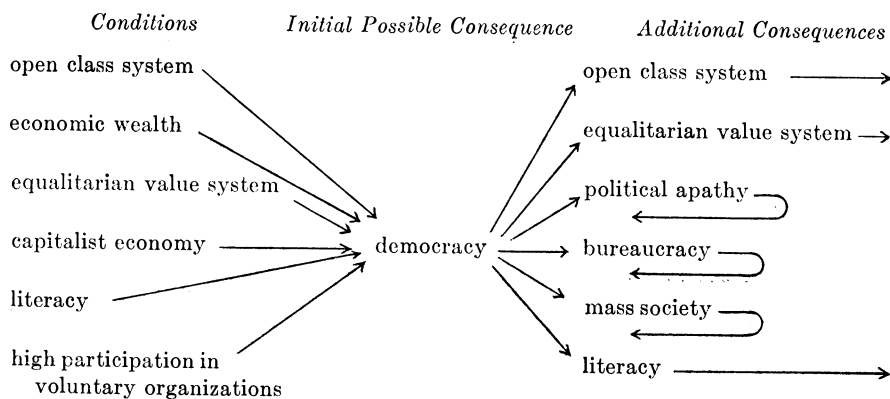 Conditions
Initial Possible Consequence
Additional Consequences
open class system
economic wealth
equalitarian value system
capitalist economy
literacy
high participation in
voluntary organizations
democracy
open class system
equalitarian value system
political apathy
bureaucracy
mass society
literacy